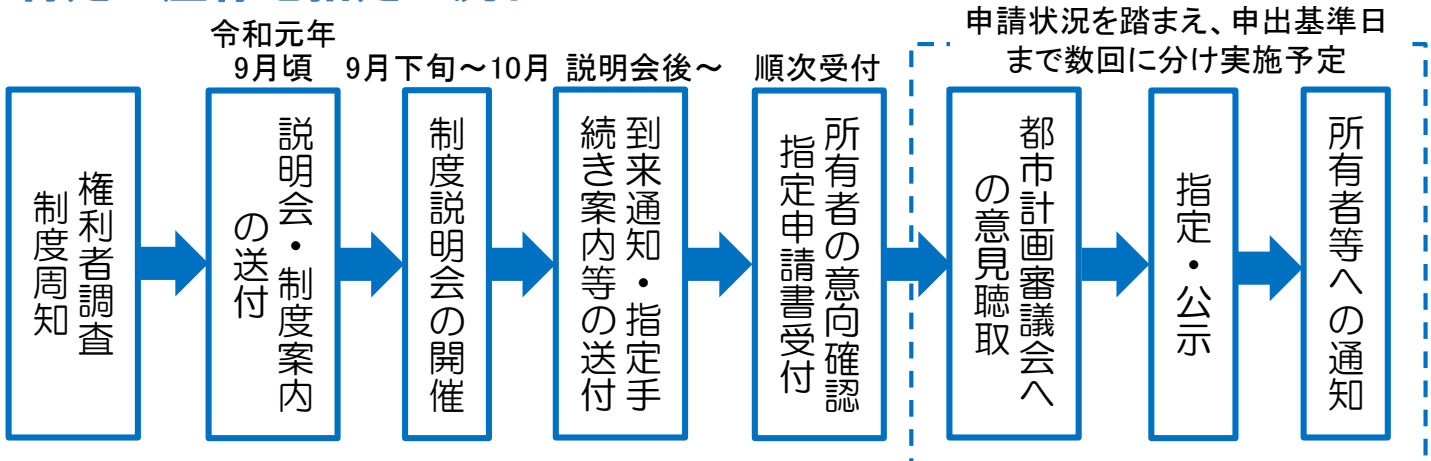 令和元年
9月頃
9月下旬～10月
説明会後～
順次受付
申請状況を踏まえ、申出基準日
まで数回に分け実施予定
権利者調査
制度周知
説明会・制度案内
の送付
制度説明会の開催
到来通知・指定手
続き案内等の送付
所有者の意向確認
指定申請書受付
都市計画審議会へ
の意見聴取
指定・公示
所有者等への通知